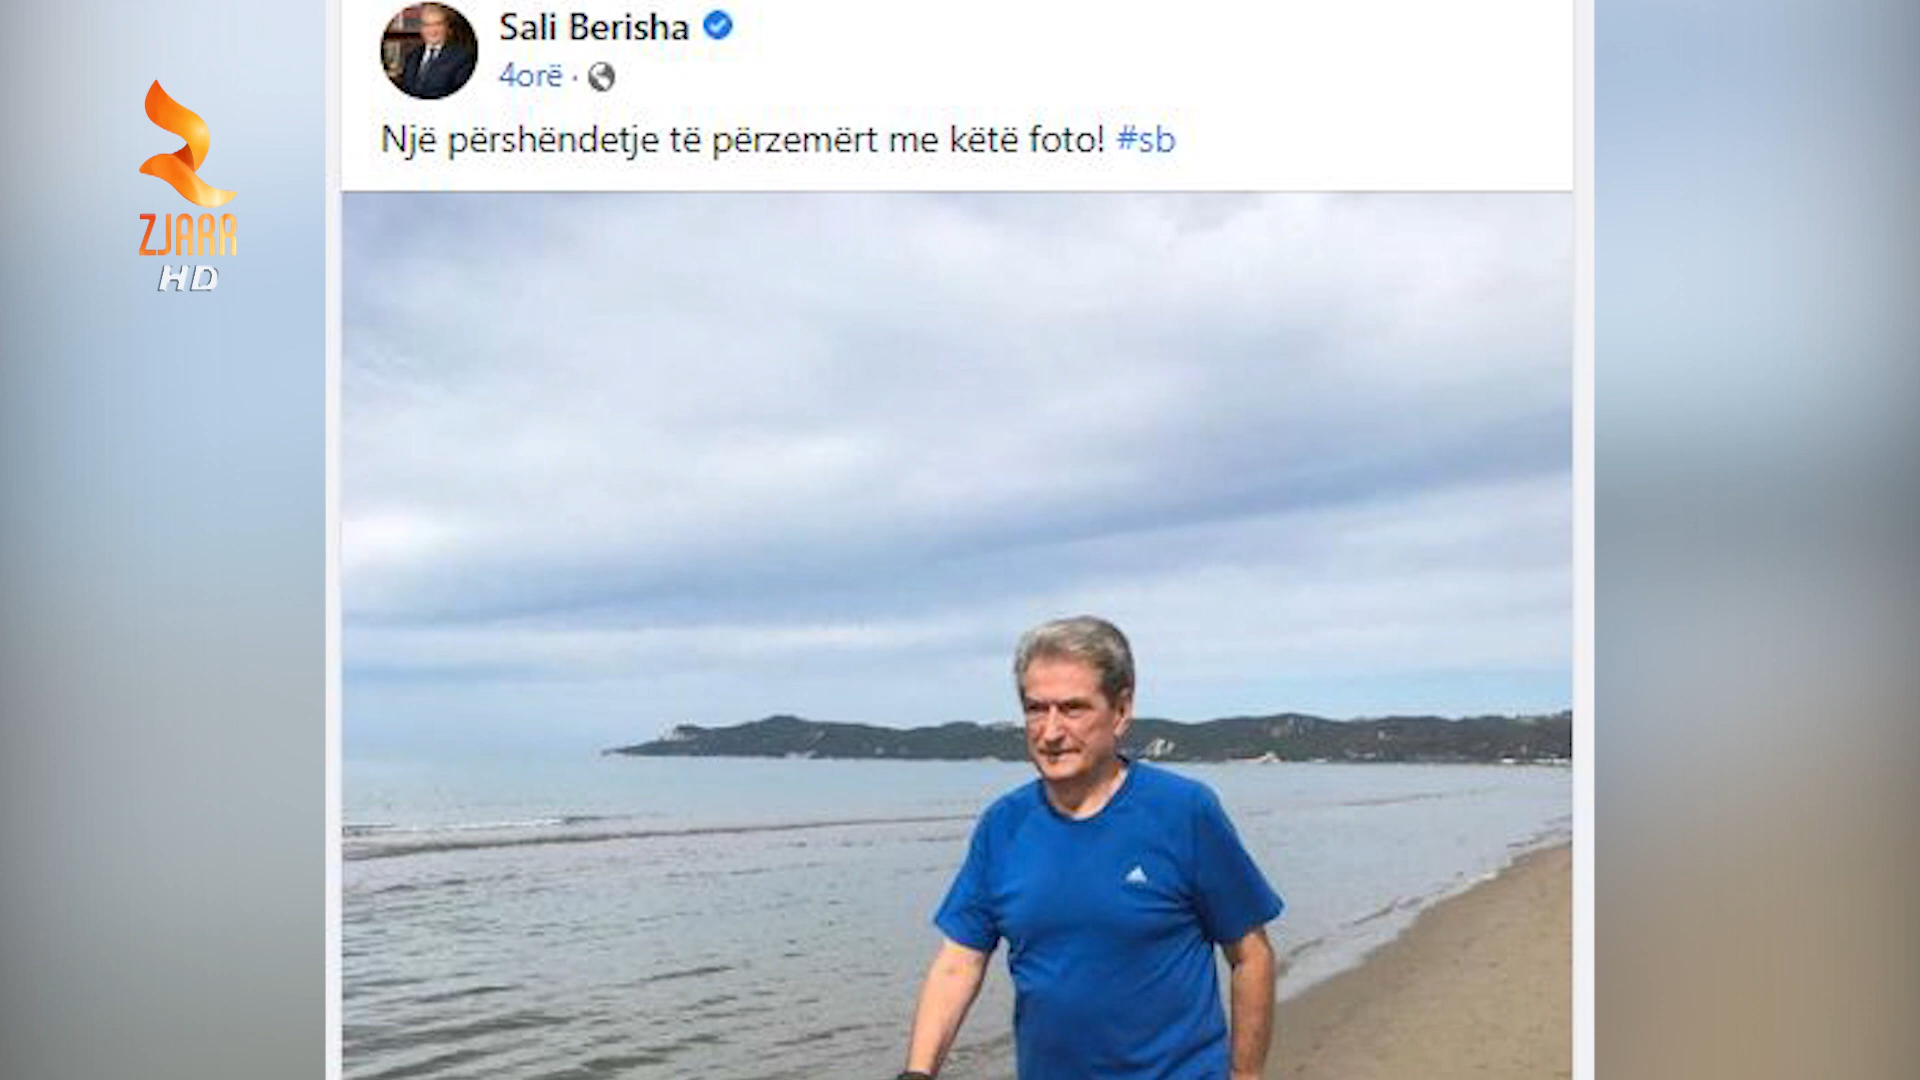 Sali Berisha
4orë ·
Një përshëndetje të përzemërt me këtë foto! #sb
ZJARR
HD